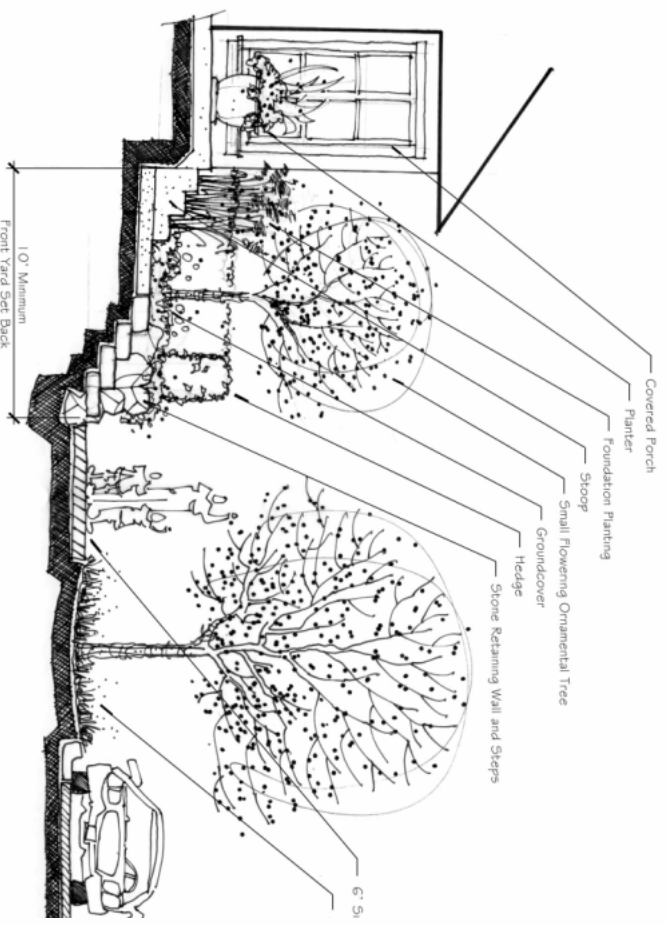 Covered Porch
Planter
Foundation Planting
Stoop
Small Flowering Ornamental Tree
Groundcover
Hedge
Stone Retaining Wall and Steps
6'
10' Minimum
Front Yard Set Back